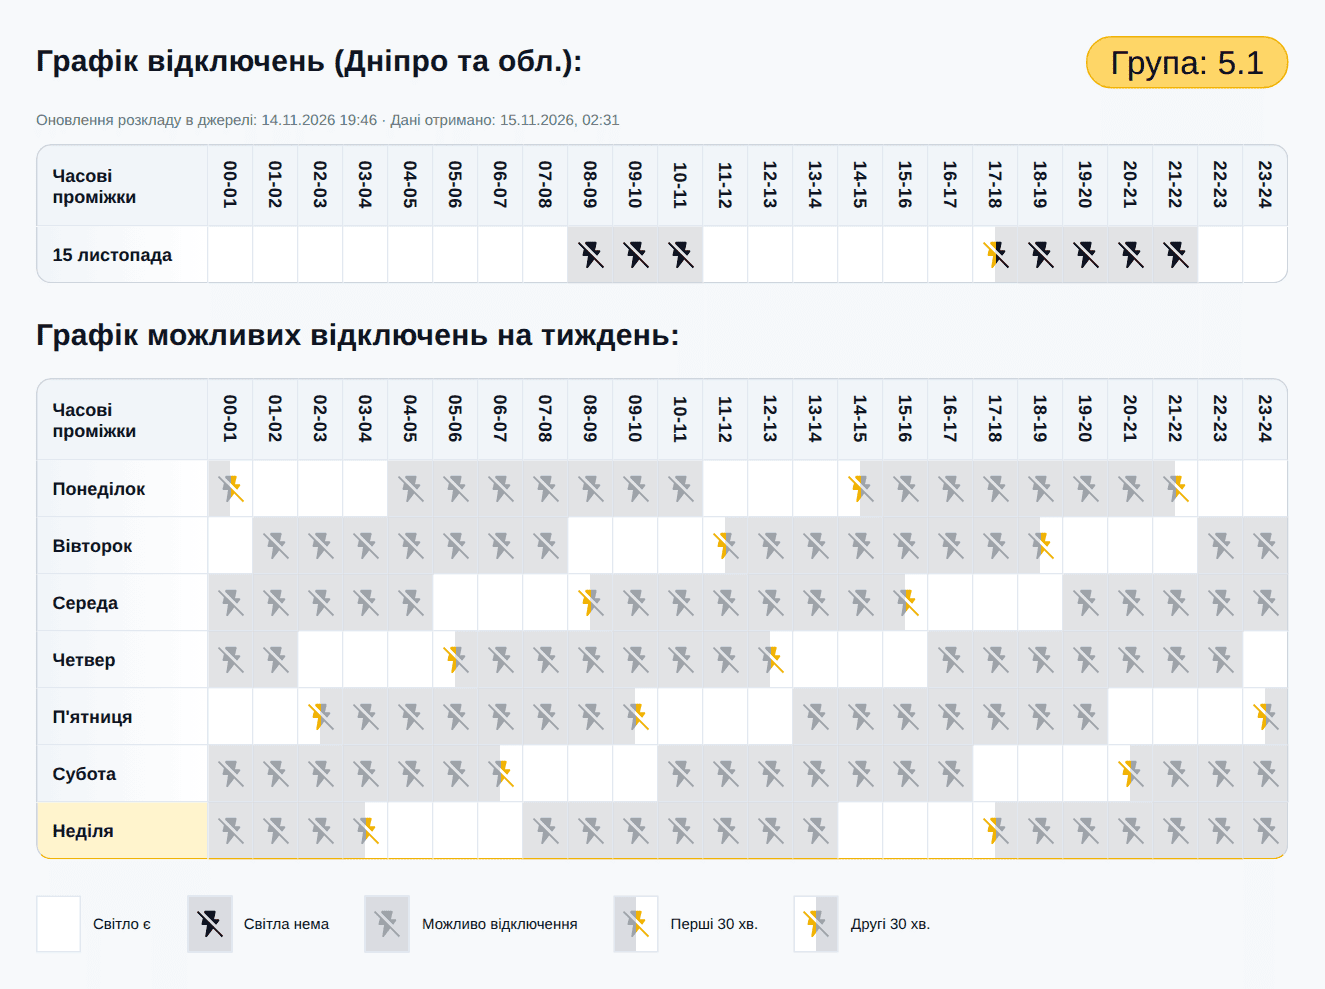 Графік відключень (Дніпро та обл.):
Група: 5.1
Оновлення розкладу в джерелі: 14.11.2026 19:46 · Дані отримано: 15.11.2026, 02:31
Часові
проміжки
00-01 01-02 02-03 03-04 04-05 05-06 06-07 07-08 08-09 09-10 10-11 11-12 12-13 13-14 14-15 15-16 16-17 17-18 18-19 19-20 20-21 21-22 22-23 23-24
15 листопада
Графік можливих відключень на тиждень:
Часові
проміжки
00-01 01-02 02-03 03-04 04-05 05-06 06-07 07-08 08-09 09-10 10-11 11-12 12-13 13-14 14-15 15-16 16-17 17-18 18-19 19-20 20-21 21-22 22-23 23-24
Понеділок
Вівторок
Середа
Четвер
П'ятниця
Субота
Неділя
Світло є
Світла нема
Можливо відключення
Перші 30 хв.
Другі 30 хв.